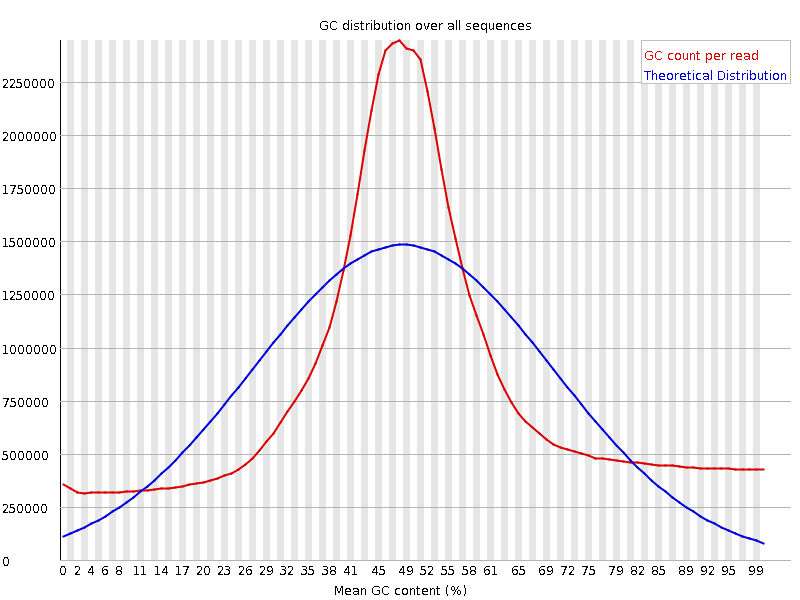 GC distribution over all sequences
GC count per read
Theoretical Distribution
2250000
2000000
1750000
1500000
1250000
1000000
750000
500000
250000
0
0 2 4 6 8 11 14 17 20 23 26 29 32 35 38 41 45 49 52 55 58 61 65 69 72 75 79 82 85 89 92 95 99
Mean GC content (%)